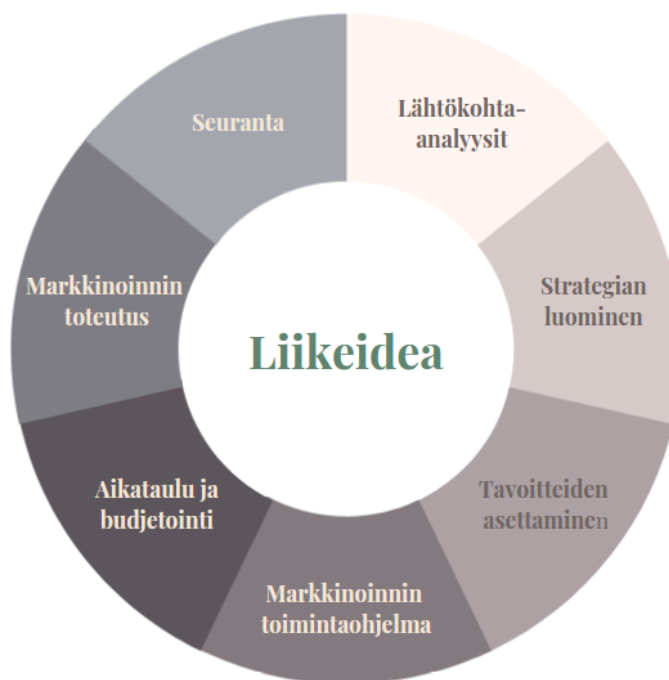 Seuranta
Lähtökohta-
analyysit
Markkinoinnin
toteutus
Strategian
luominen
Liikeidea
Aikataulu ja
budjetointi
Tavoitteiden
asettaminen
Markkinoinnin
toimintaohjelma